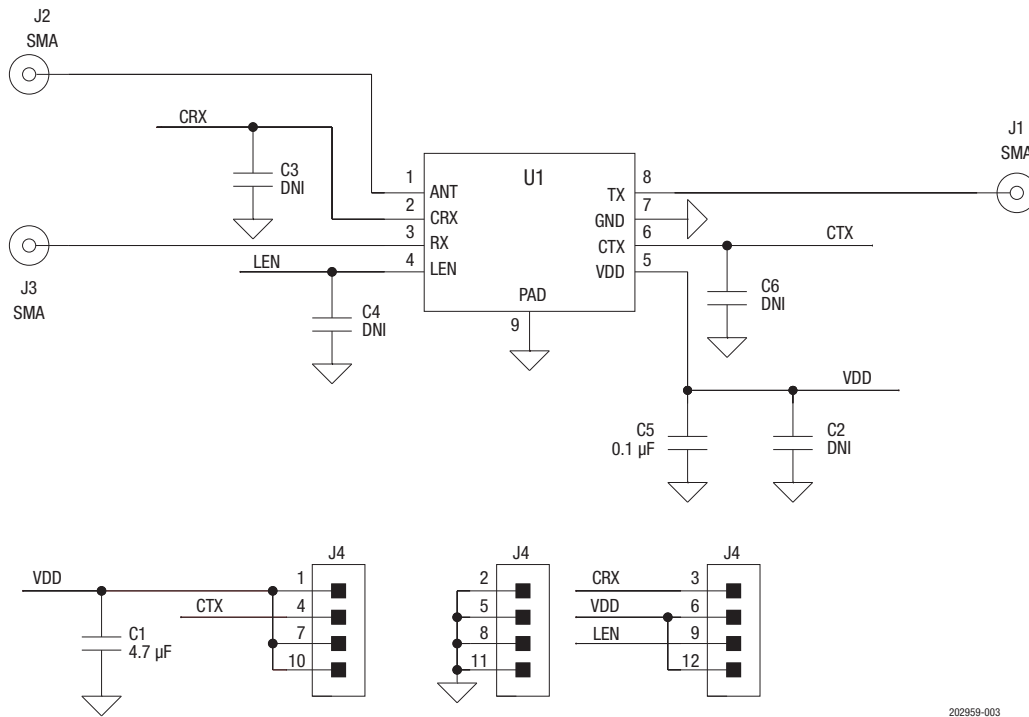 J2
SMA
CRX
C3
DNI
J3
SMA
LEN
C4
DNI
U1
1
ANT
2
CRX
3
RX
4
LEN
PAD
9
TX
8
GND
7
CTX
6
VDD
5
J1
SMA
CTX
C6
DNI
VDD
C5
0.1 µF
C2
DNI
VDD
C1
4.7 µF
CTX
J4
1
4
7
10
J4
2
5
8
11
CRX
VDD
LEN
J4
3
6
9
12
202959-003